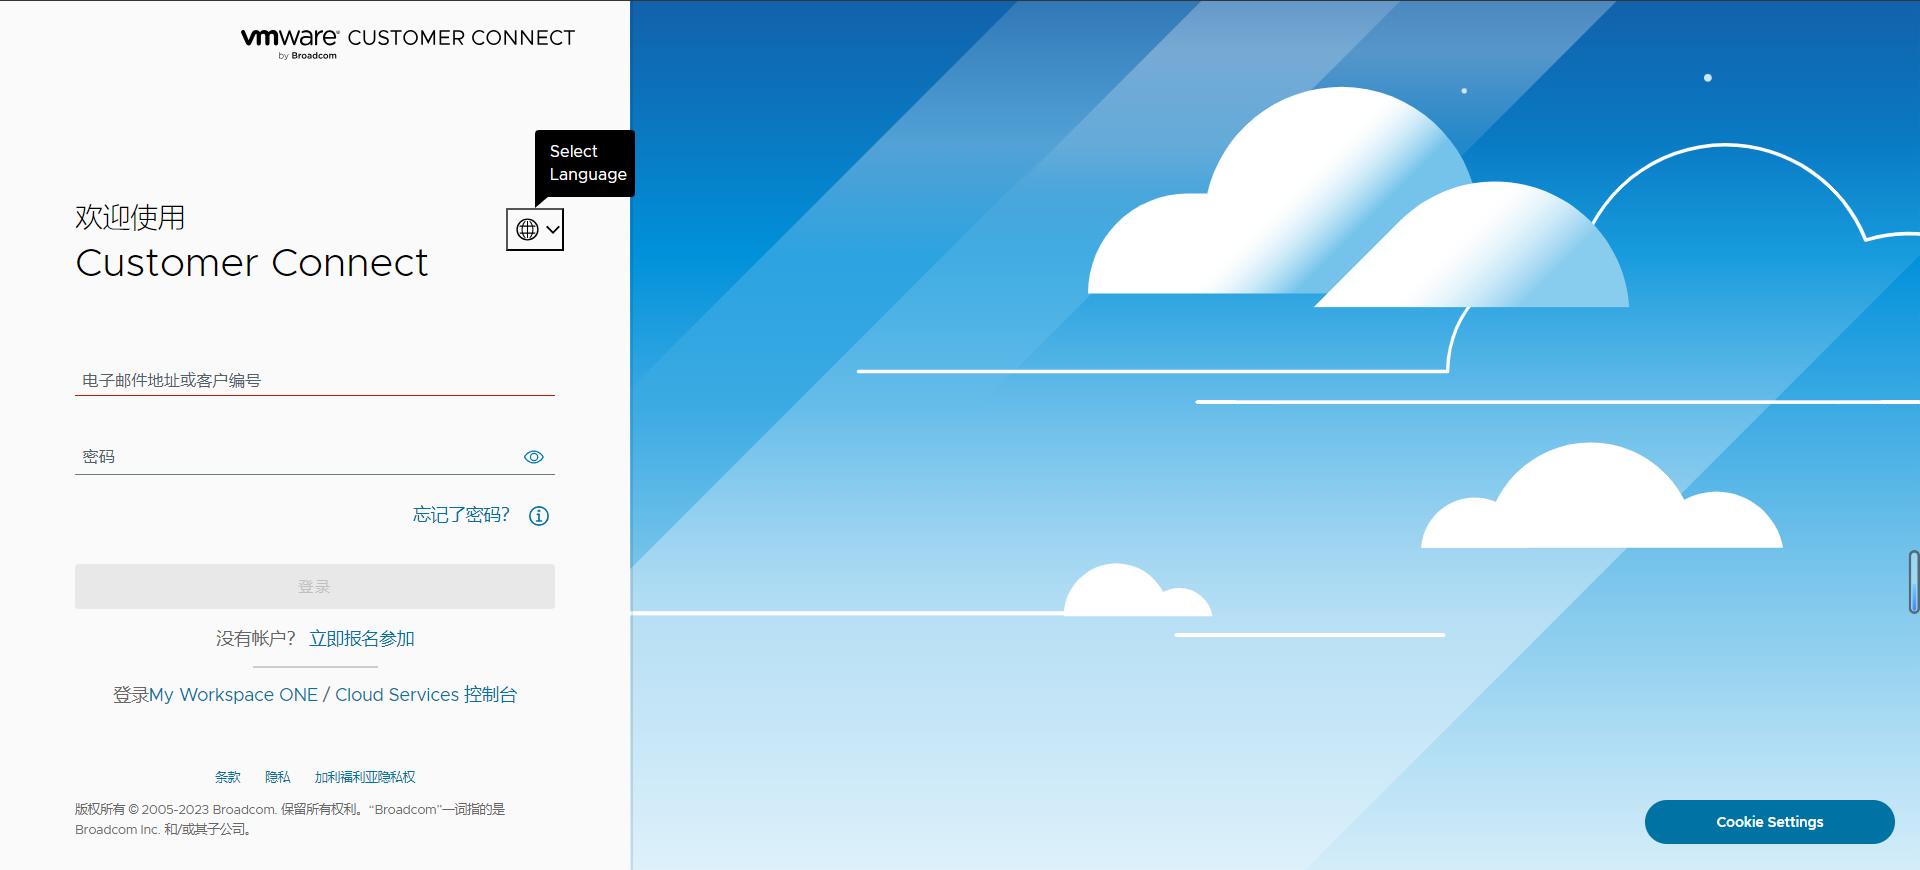 vmware® CUSTOMER CONNECT
by Broadcom
Select
Language
欢迎使用
Customer Connect
电子邮件地址或客户编号
密码
忘记了密码?
登录
没有帐户? 立即报名参加
登录My Workspace ONE / Cloud Services 控制台
条款 隐私 加利福利亚隐私权
版权所有 © 2005-2023 Broadcom. 保留所有权利。“Broadcom”一词指的是
Broadcom Inc. 和/或其子公司。
Cookie Settings